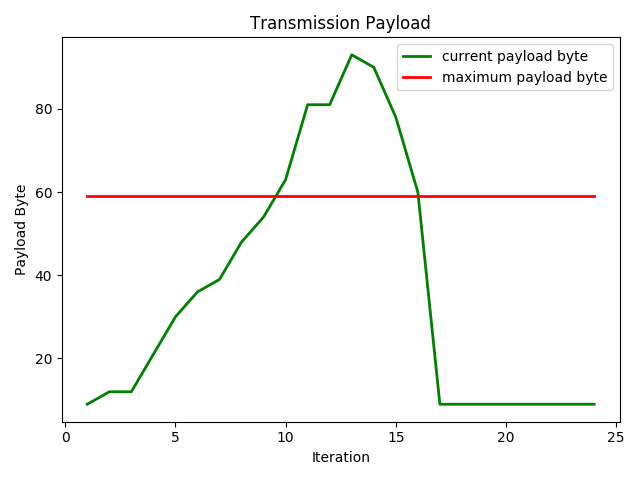 Transmission Payload
current payload byte
maximum payload byte
80
60
40
20
Payload Byte
0
5
10
15
20
25
Iteration